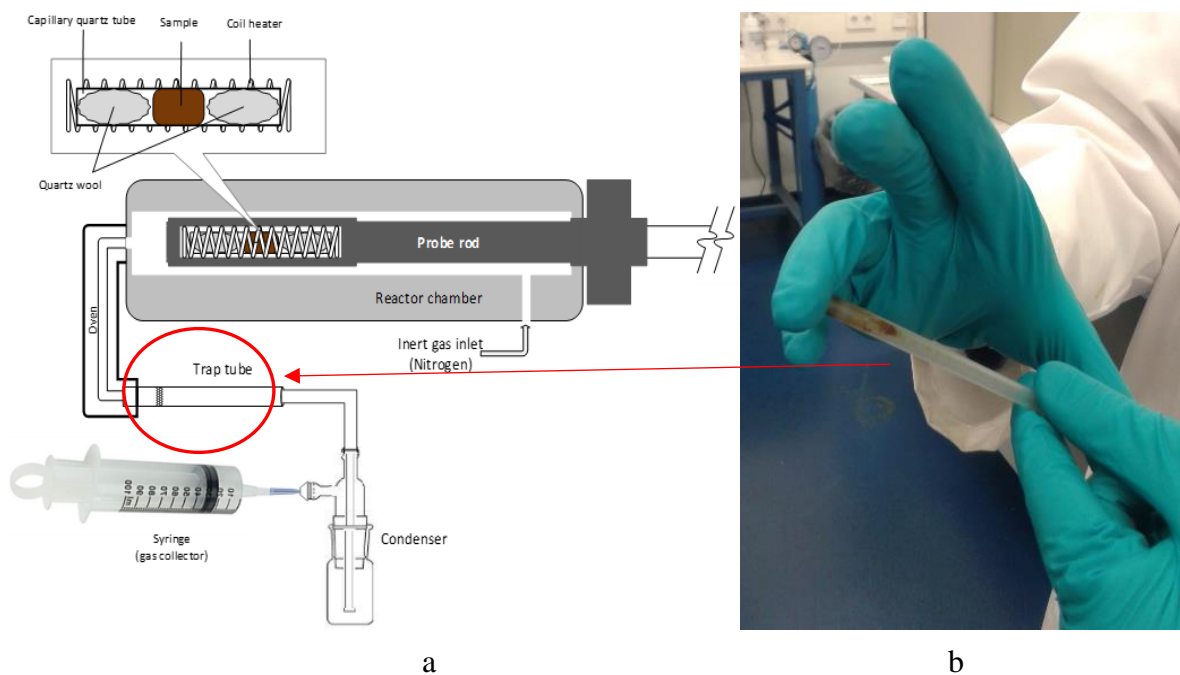 Capillary quartz tube
Sample
Coil heater
Quartz wool
Probe rod
Reactor chamber
Oven
Inert gas inlet
(Nitrogen)
Trap tube
Syringe
(gas collector)
Condenser
a
b